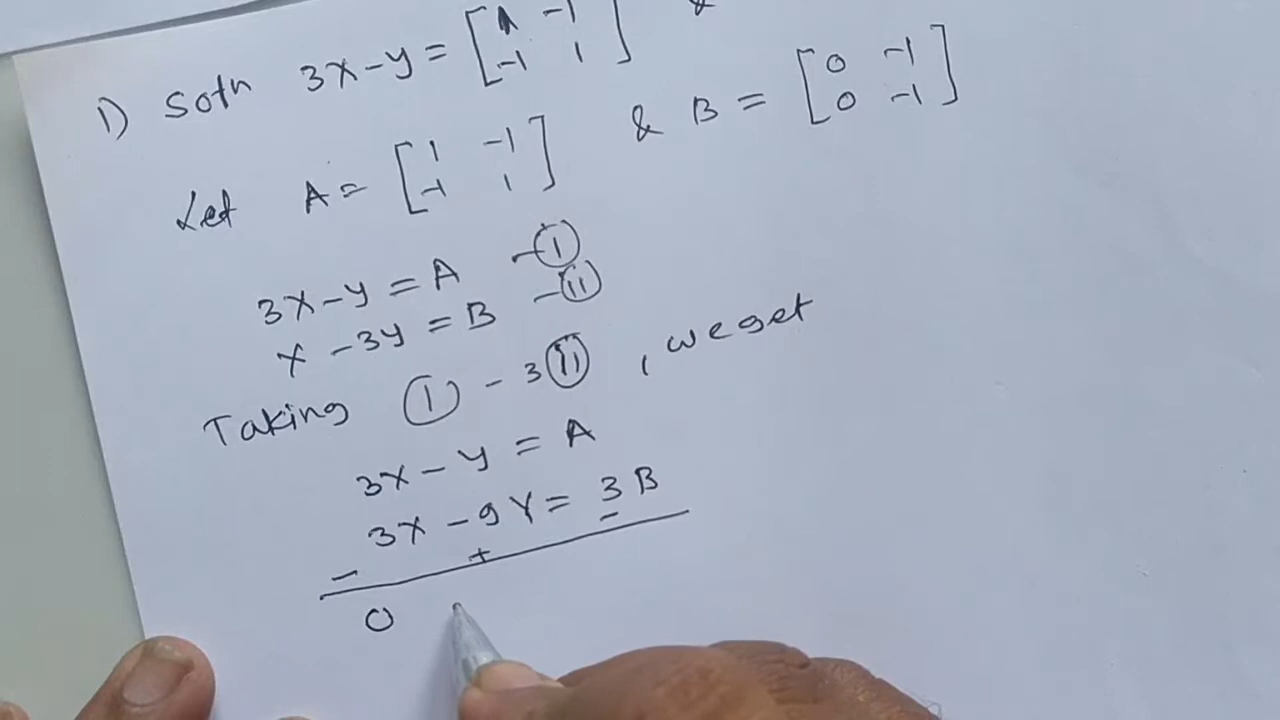 1) Soln 3X-y = [1 -1
-1 1] &
Let A = [1 -1
-1 1] & B = [0 -1
0 -1]
3X-y = A -(I)
X-3y = B -(II)
Taking (I) - 3(II), we get
3X - y = A
3X - 9Y = 3B
- + -
0